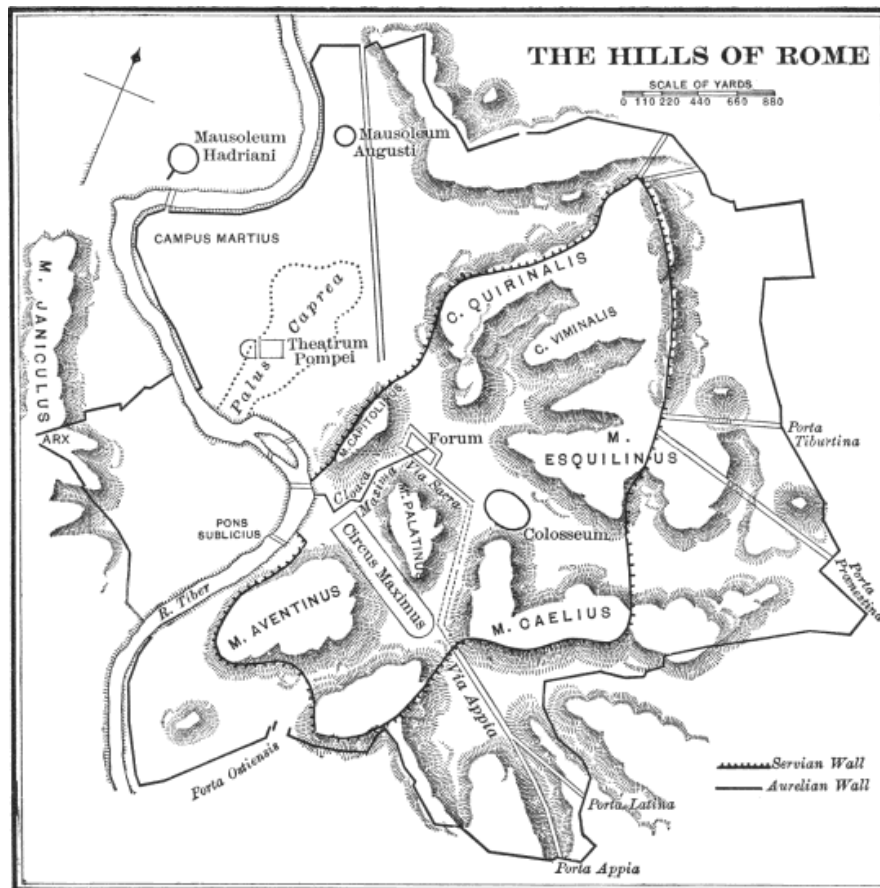 THE HILLS OF ROME
SCALE OF YARDS
0 110 220 440 660 880
Mausoleum
Hadriani
Mausoleum
Augusti
CAMPUS MARTIUS
M. JANICULUS
Palus Caprea
Theatrum
Pompei
C. QUIRINALIS
C. VIMINALIS
M. CAPITOLINUS
Forum
M.
ESQUILINUS
Porta
Tiburtina
ARX
Cloaca
Maxima
Via Sacra
M. PALATINUS
Colosseum
PONS
SUBLICIUS
Circus Maximus
Porta
Prænestina
R. Tiber
M. AVENTINUS
M. CAELIUS
Via Appia
Porta Ostiensis
Servian Wall
Aurelian Wall
Porta Latina
Porta Appia